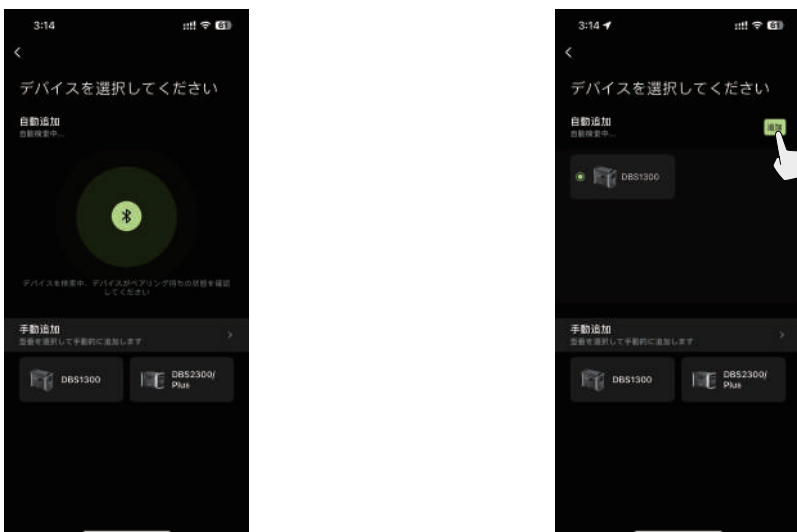 3:14
61
デバイスを選択してください
自動追加
自動検索中...
デバイスを検索中、デバイスがペアリング待ちの状態を確認
してください
手動追加
型番を選択して手動的に追加します
DBS1300
DBS2300/
Plus
3:14
61
デバイスを選択してください
自動追加
自動検索中...
追加
DBS1300
手動追加
型番を選択して手動的に追加します
DBS1300
DBS2300/
Plus